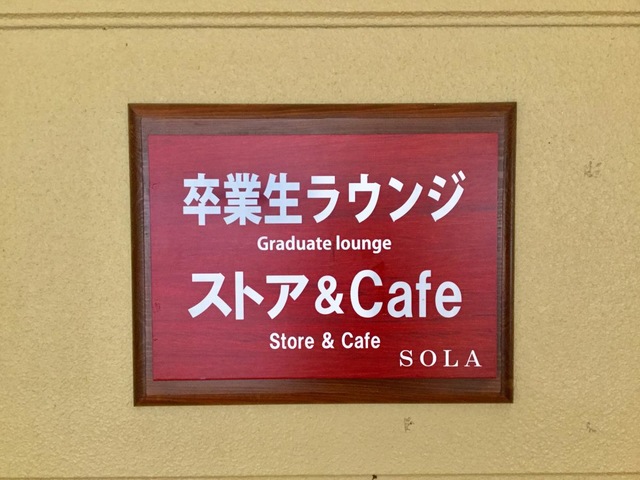 卒業生ラウンジ
Graduate lounge
ストア&Cafe
Store & Cafe
SOLA